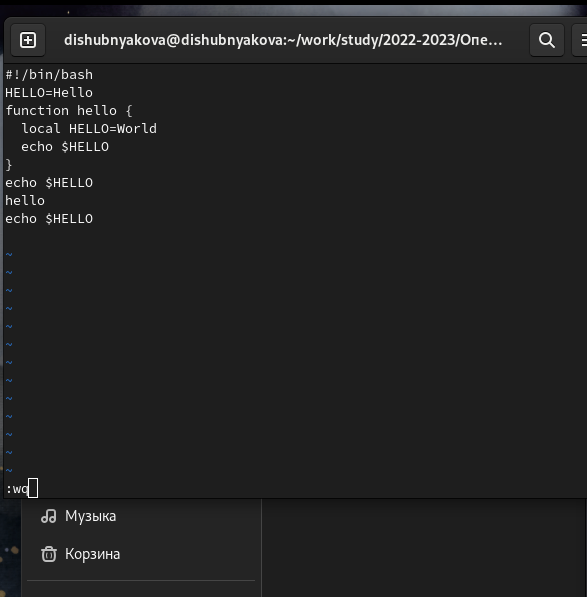 dishubnyakova@dishubnyakova:~/work/study/2022-2023/Опе...
#!/bin/bash
HELLO=Hello
function hello {
  local HELLO=World
  echo $HELLO
}
echo $HELLO
hello
echo $HELLO
~
~
~
~
~
~
~
~
~
~
~
~
~
:wq
Музыка
Корзина